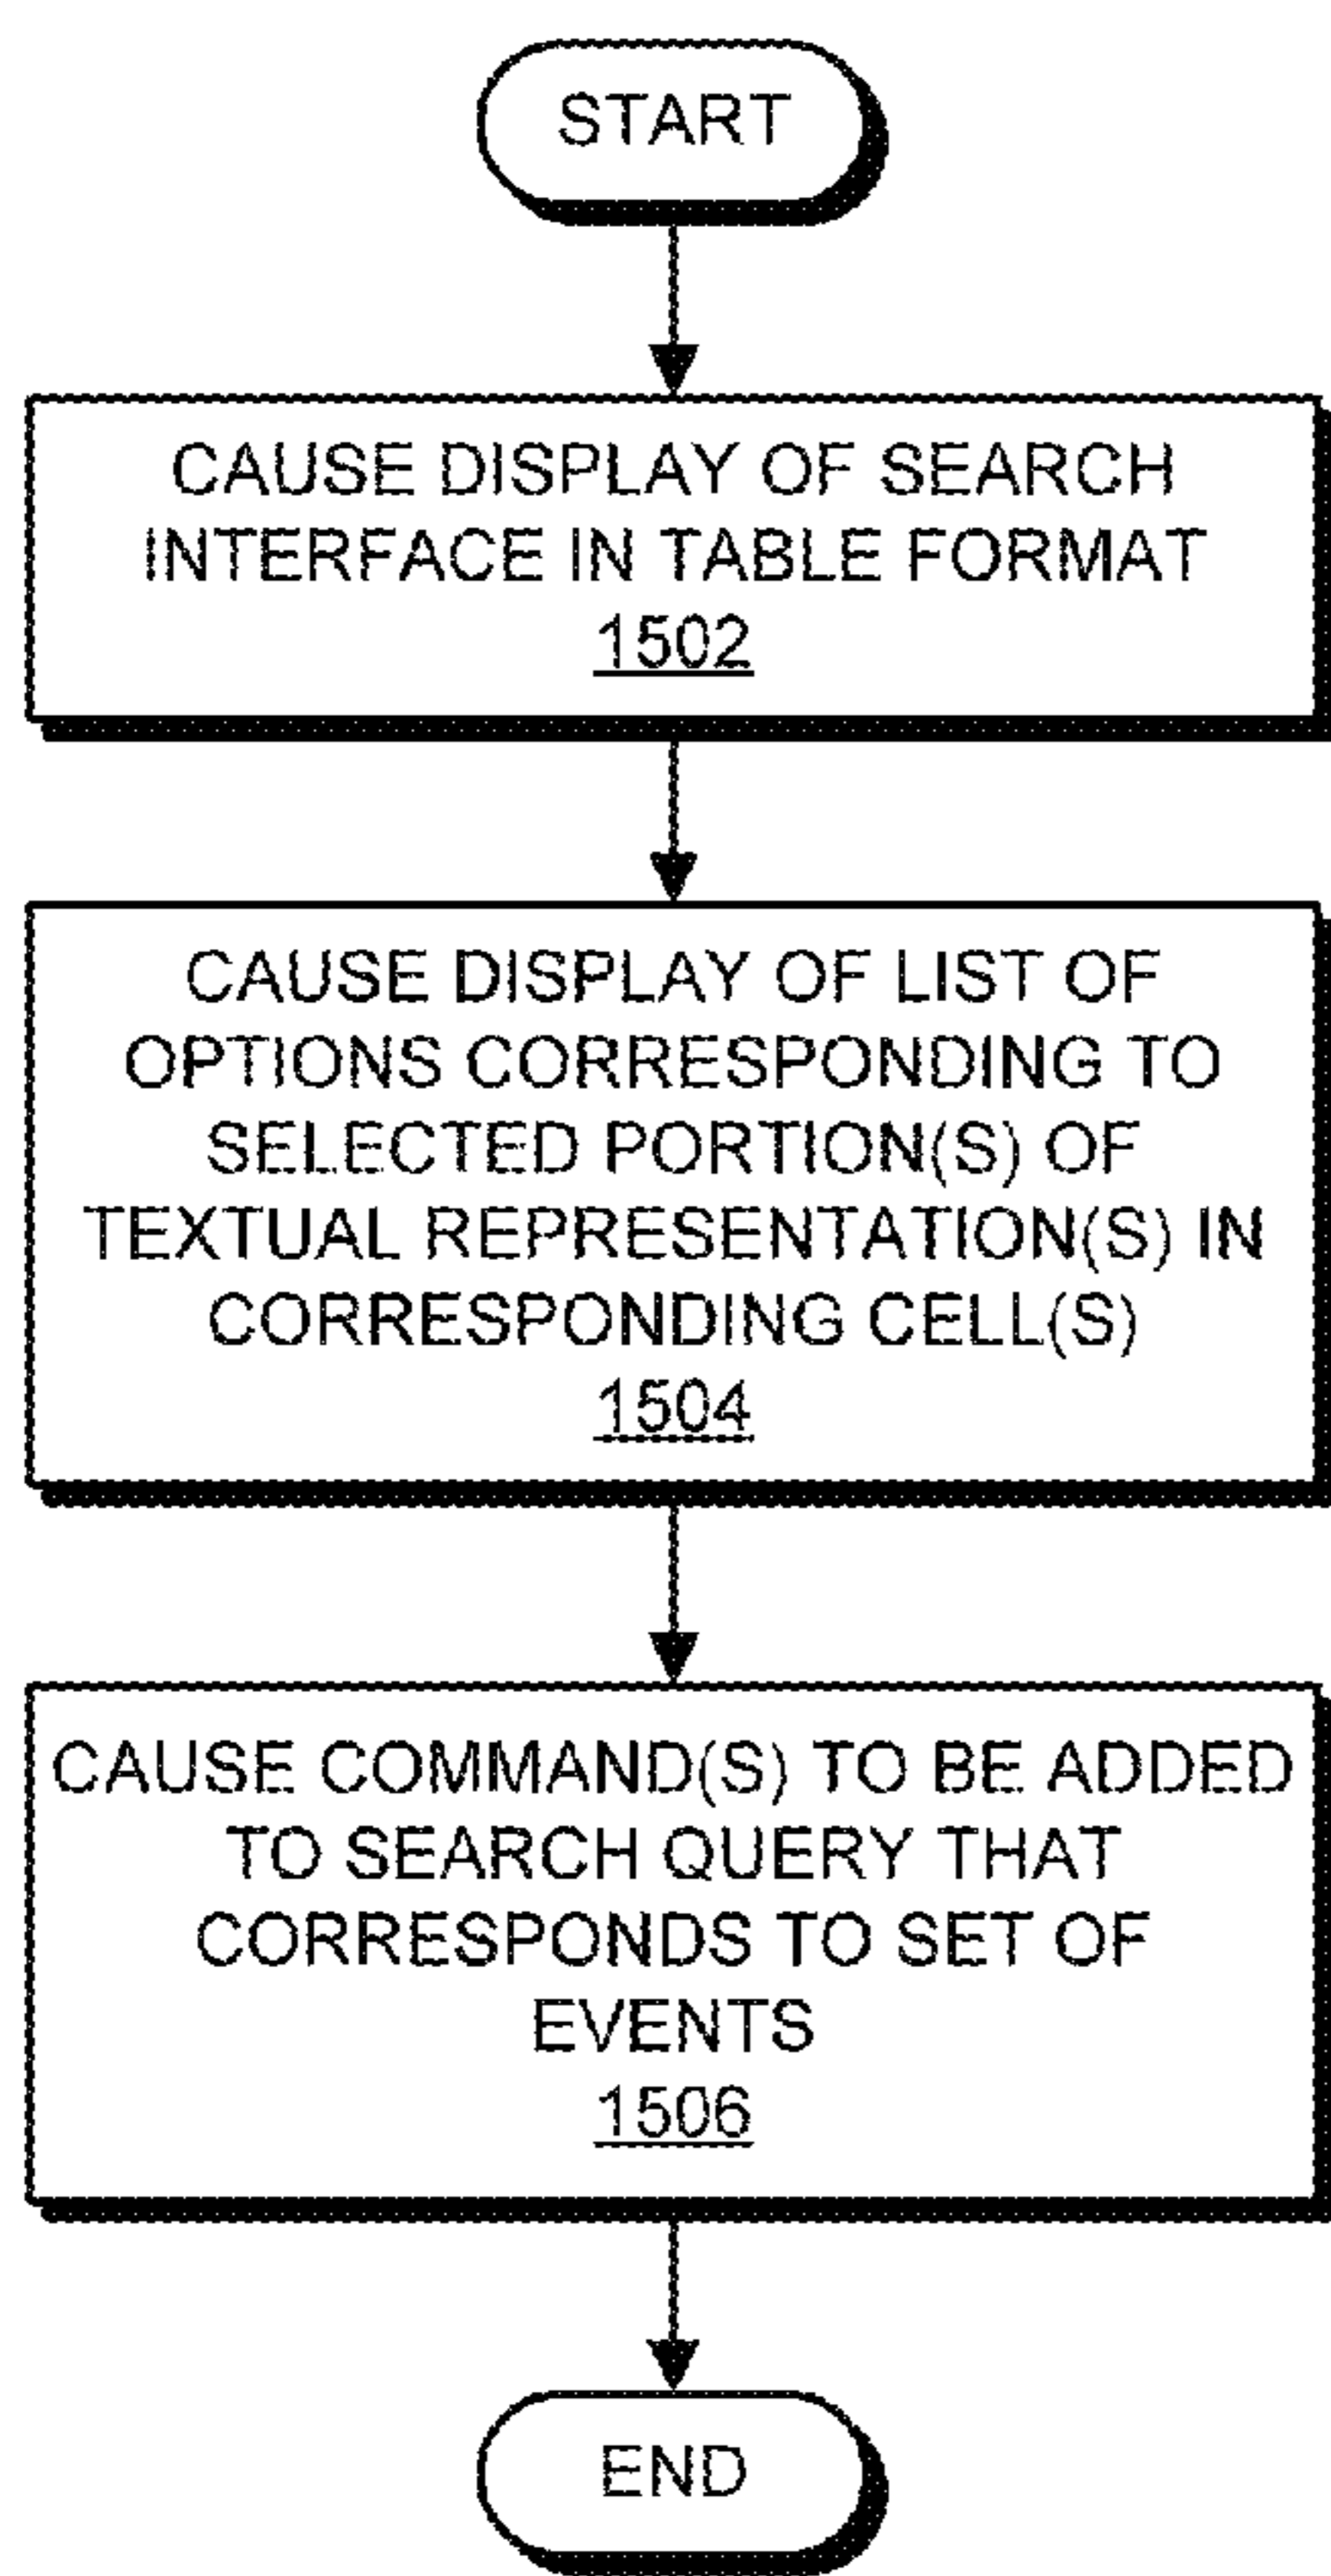 START
CAUSE DISPLAY OF SEARCH
INTERFACE IN TABLE FORMAT
1502
CAUSE DISPLAY OF LIST OF
OPTIONS CORRESPONDING TO
SELECTED PORTION(S) OF
TEXTUAL REPRESENTATION(S) IN
CORRESPONDING CELL(S)
1504
CAUSE COMMAND(S) TO BE ADDED
TO SEARCH QUERY THAT
CORRESPONDS TO SET OF
EVENTS
1506
END